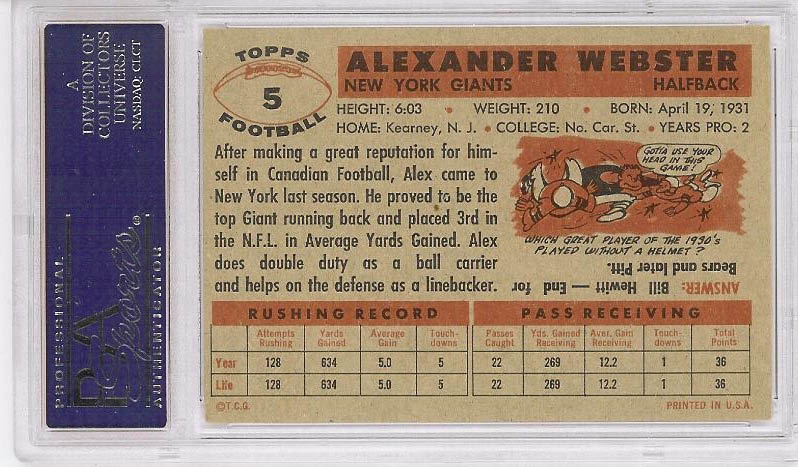 A
DIVISION OF
COLLECTORS
UNIVERSE
NASDAQ: CLCT
PROFESSIONAL
PSA
Sports
AUTHENTICATOR
TOPPS
5
FOOTBALL
ALEXANDER WEBSTER
NEW YORK GIANTS HALFBACK
HEIGHT: 6:03 • WEIGHT: 210 • BORN: April 19, 1931
HOME: Kearney, N. J. • COLLEGE: No. Car. St. • YEARS PRO: 2
After making a great reputation for him-
self in Canadian Football, Alex came to
New York last season. He proved to be the
top Giant running back and placed 3rd in
the N.F.L. in Average Yards Gained. Alex
does double duty as a ball carrier
and helps on the defense as a linebacker.
GOTTA USE YOUR
HEAD IN THIS
GAME!
WHICH GREAT PLAYER OF THE 1930'S
PLAYED WITHOUT A HELMET?
ANSWER: Bill Hewitt — End for
Bears and later Pitt.
RUSHING RECORD PASS RECEIVING
Attempts Rushing Yards Gained Average Gain Touch-downs Passes Caught Yds. Gained Receiving Aver. Gain Receiving Touch-downs Total Points
Year 128 634 5.0 5 22 269 12.2 1 36
Life 128 634 5.0 5 22 269 12.2 1 36
©T.C.G. PRINTED IN U.S.A.